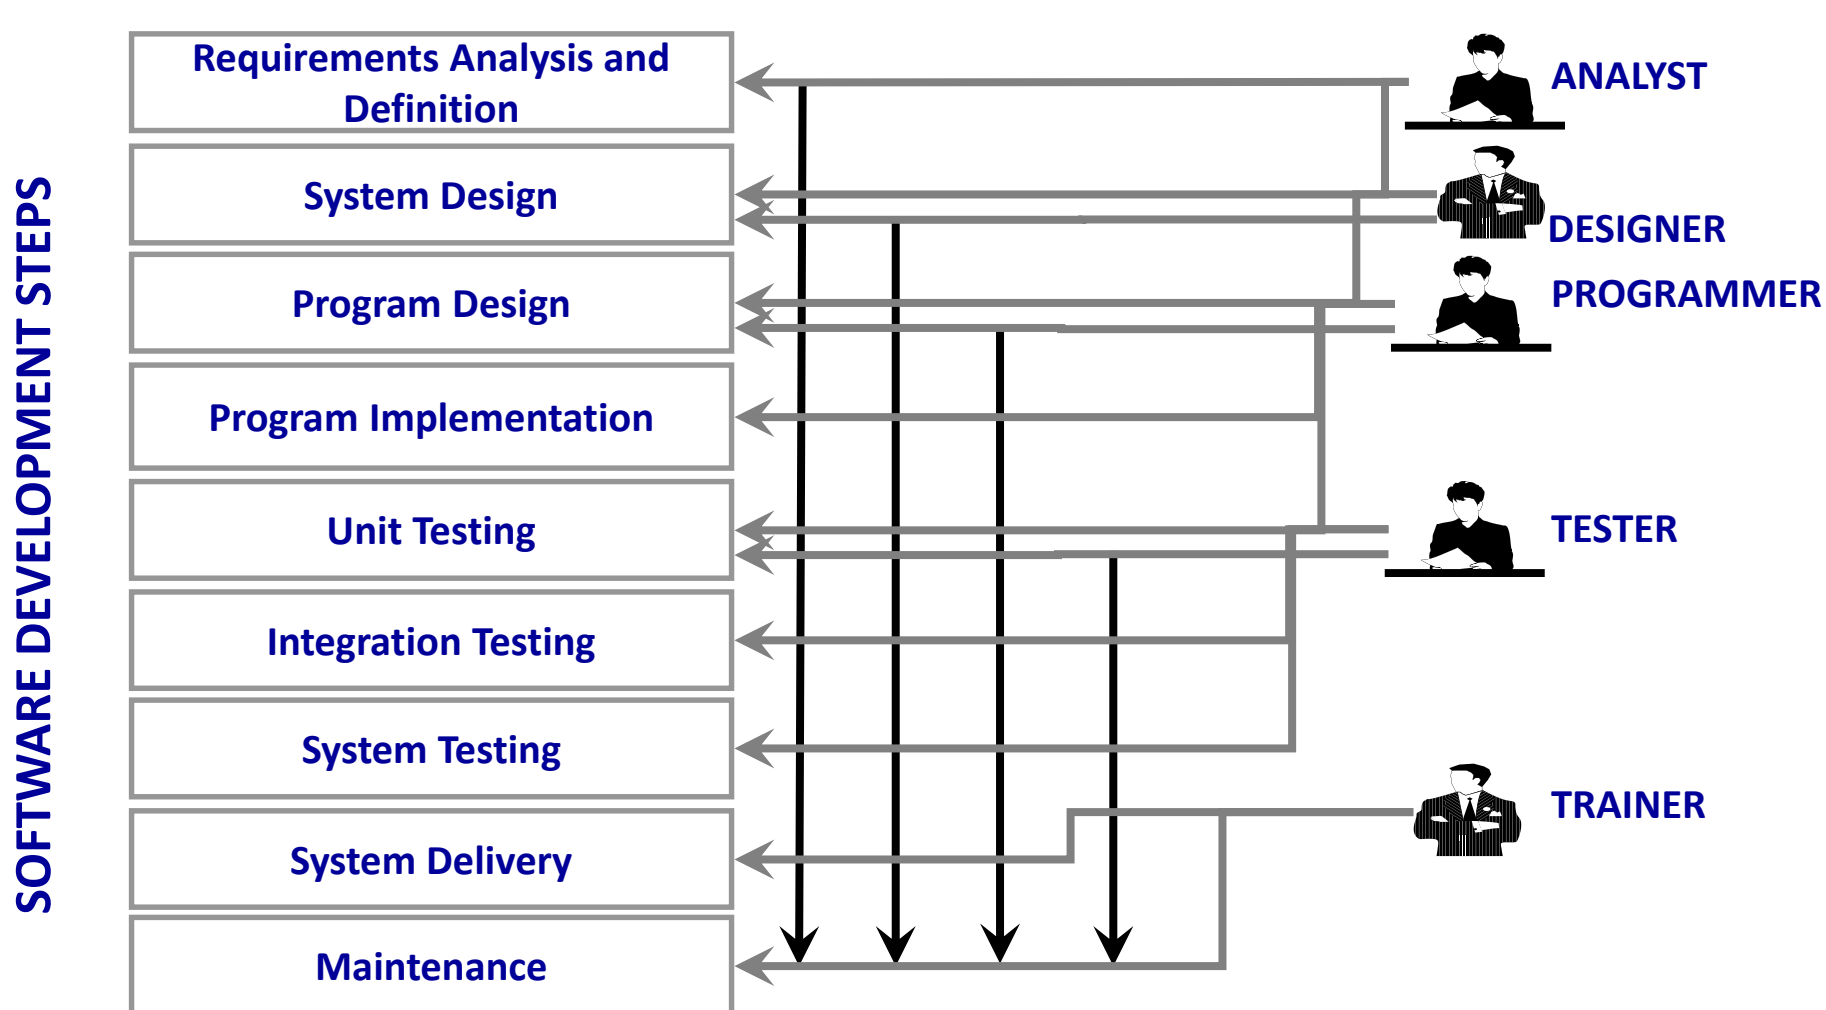 SOFTWARE DEVELOPMENT STEPS
Requirements Analysis and
Definition
System Design
Program Design
Program Implementation
Unit Testing
Integration Testing
System Testing
System Delivery
Maintenance
ANALYST
DESIGNER
PROGRAMMER
TESTER
TRAINER